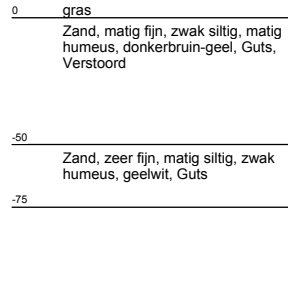 0 gras
Zand, matig fijn, zwak siltig, matig
humeus, donkerbruin-geel, Guts,
Verstoord
-50
Zand, zeer fijn, matig siltig, zwak
humeus, geelwit, Guts
-75